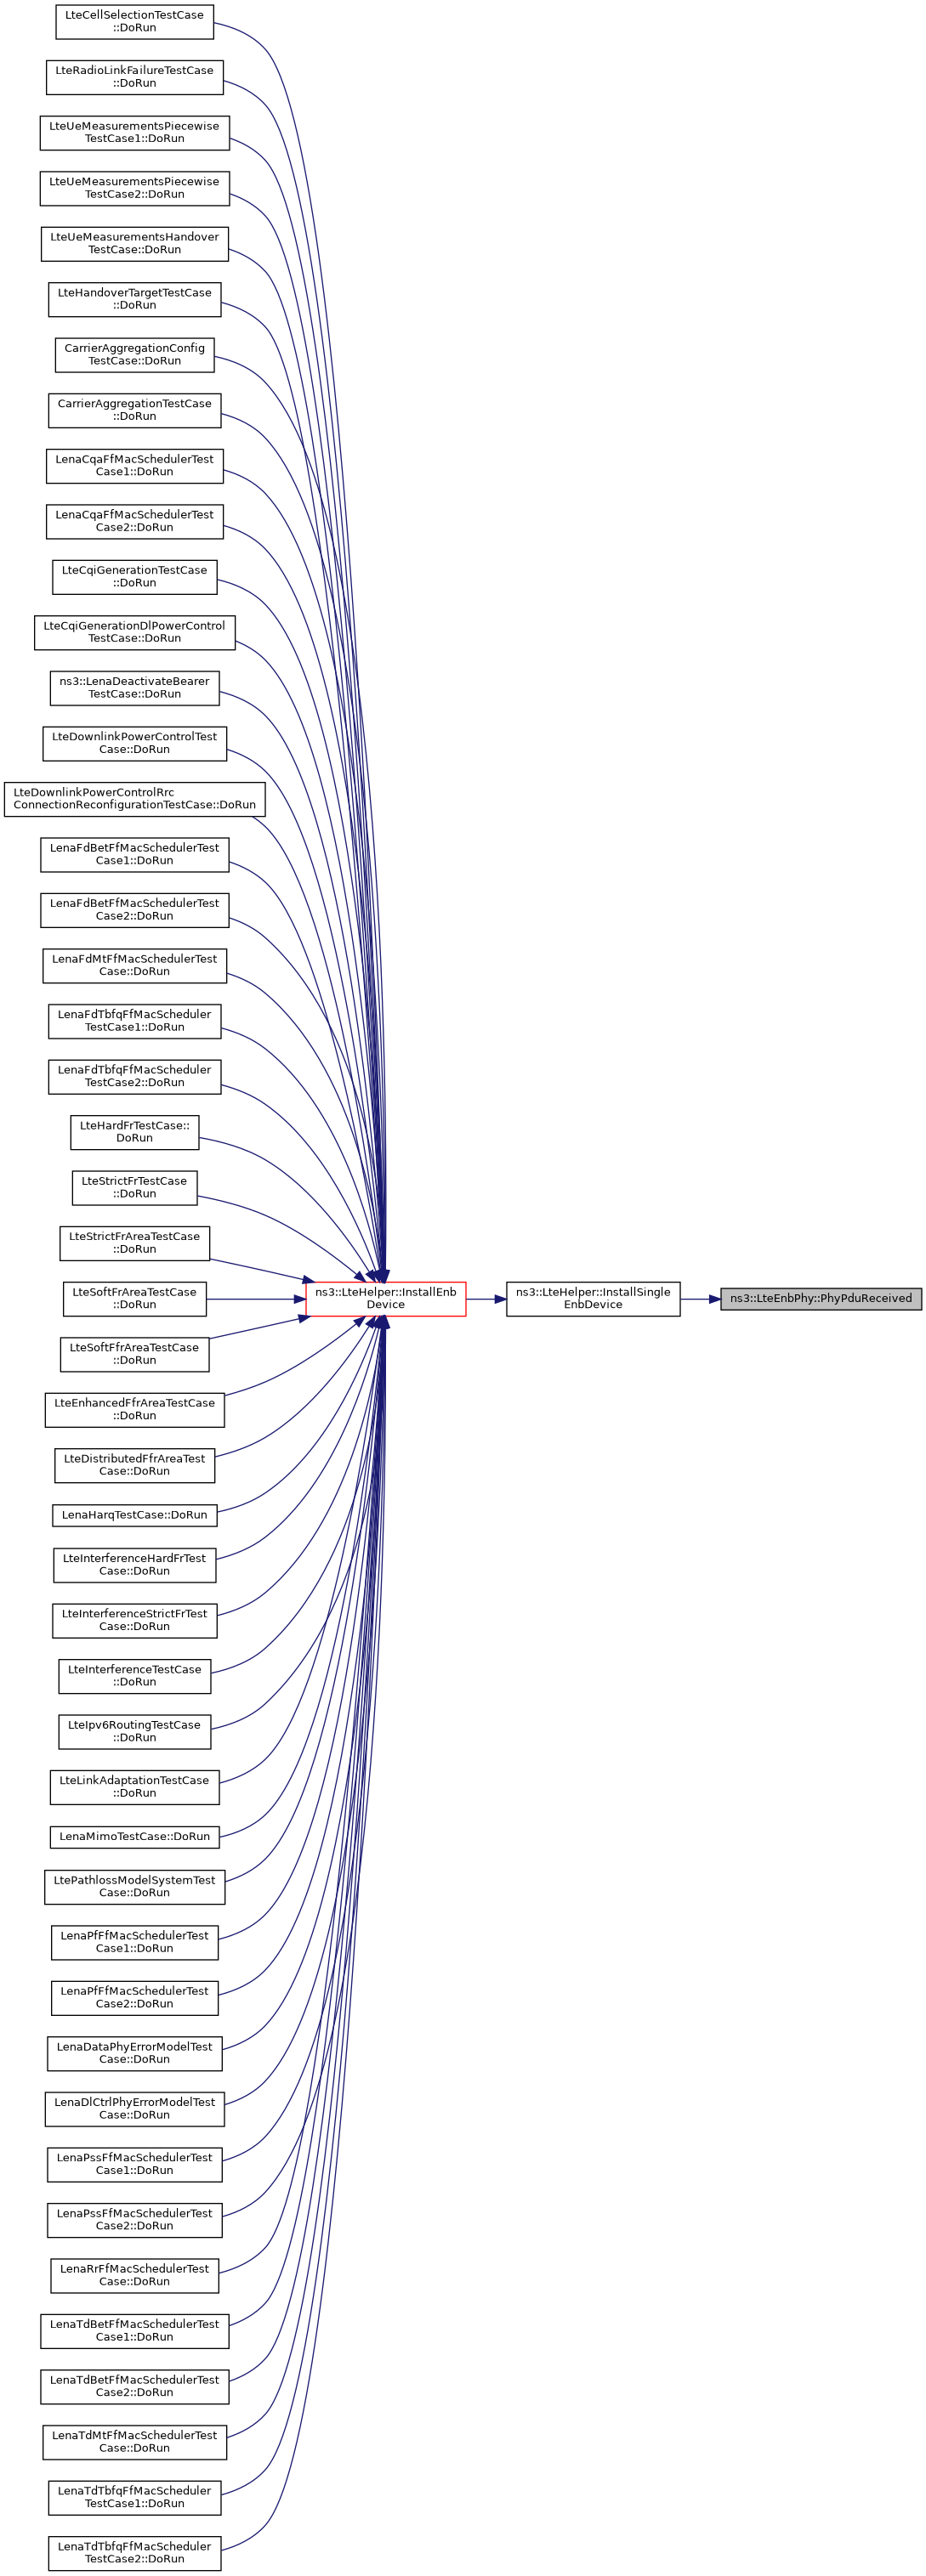 LteCellSelectionTestCase
::DoRun
LteRadioLinkFailureTestCase
::DoRun
LteUeMeasurementsPiecewise
TestCase1::DoRun
LteUeMeasurementsPiecewise
TestCase2::DoRun
LteUeMeasurementsHandover
TestCase::DoRun
LteHandoverTargetTestCase
::DoRun
CarrierAggregationConfig
TestCase::DoRun
CarrierAggregationTestCase
::DoRun
LenaCqaFfMacSchedulerTest
Case1::DoRun
LenaCqaFfMacSchedulerTest
Case2::DoRun
LteCqiGenerationTestCase
::DoRun
LteCqiGenerationDlPowerControl
TestCase::DoRun
ns3::LenaDeactivateBearer
TestCase::DoRun
LteDownlinkPowerControlTest
Case::DoRun
LteDownlinkPowerControlRrc
ConnectionReconfigurationTestCase::DoRun
LenaFdBetFfMacSchedulerTest
Case1::DoRun
LenaFdBetFfMacSchedulerTest
Case2::DoRun
LenaFdMtFfMacSchedulerTest
Case::DoRun
LenaFdTbfqFfMacScheduler
TestCase1::DoRun
LenaFdTbfqFfMacScheduler
TestCase2::DoRun
LteHardFrTestCase::
DoRun
LteStrictFrTestCase
::DoRun
LteStrictFrAreaTestCase
::DoRun
LteSoftFrAreaTestCase
::DoRun
ns3::LteHelper::InstallEnb
Device
ns3::LteHelper::InstallSingle
EnbDevice
ns3::LteEnbPhy::PhyPduReceived
LteSoftFfrAreaTestCase
::DoRun
LteEnhancedFfrAreaTestCase
::DoRun
LteDistributedFfrAreaTest
Case::DoRun
LenaHarqTestCase::DoRun
LteInterferenceHardFrTest
Case::DoRun
LteInterferenceStrictFrTest
Case::DoRun
LteInterferenceTestCase
::DoRun
LteIpv6RoutingTestCase
::DoRun
LteLinkAdaptationTestCase
::DoRun
LenaMimoTestCase::DoRun
LtePathlossModelSystemTest
Case::DoRun
LenaPfFfMacSchedulerTest
Case1::DoRun
LenaPfFfMacSchedulerTest
Case2::DoRun
LenaDataPhyErrorModelTest
Case::DoRun
LenaDlCtrlPhyErrorModelTest
Case::DoRun
LenaPssFfMacSchedulerTest
Case1::DoRun
LenaPssFfMacSchedulerTest
Case2::DoRun
LenaRrFfMacSchedulerTest
Case::DoRun
LenaTdBetFfMacSchedulerTest
Case1::DoRun
LenaTdBetFfMacSchedulerTest
Case2::DoRun
LenaTdMtFfMacSchedulerTest
Case::DoRun
LenaTdTbfqFfMacScheduler
TestCase1::DoRun
LenaTdTbfqFfMacScheduler
TestCase2::DoRun